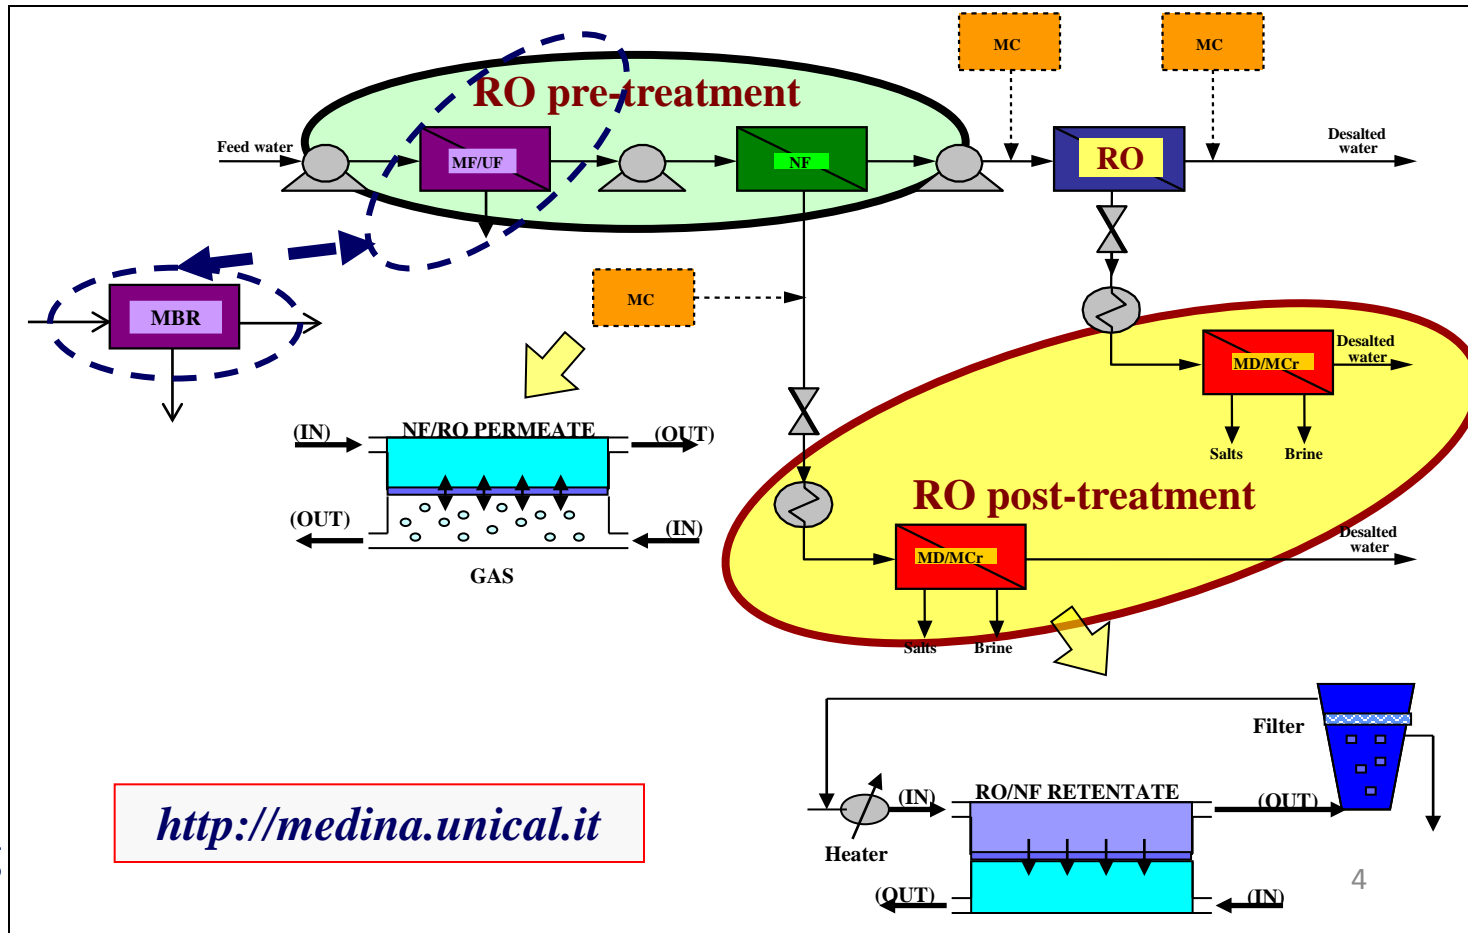 MC
MC
RO pre-treatment
Feed water
MF/UF
NF
RO
Desalted
water
MBR
MC
MD/MCr
Desalted
water
Salts
Brine
(IN)
NF/RO PERMEATE
(OUT)
(OUT)
(IN)
GAS
RO post-treatment
MD/MCr
Desalted
water
Salts
Brine
Filter
http://medina.unical.it
(IN)
RO/NF RETENTATE
(OUT)
Heater
(OUT)
(IN)
4